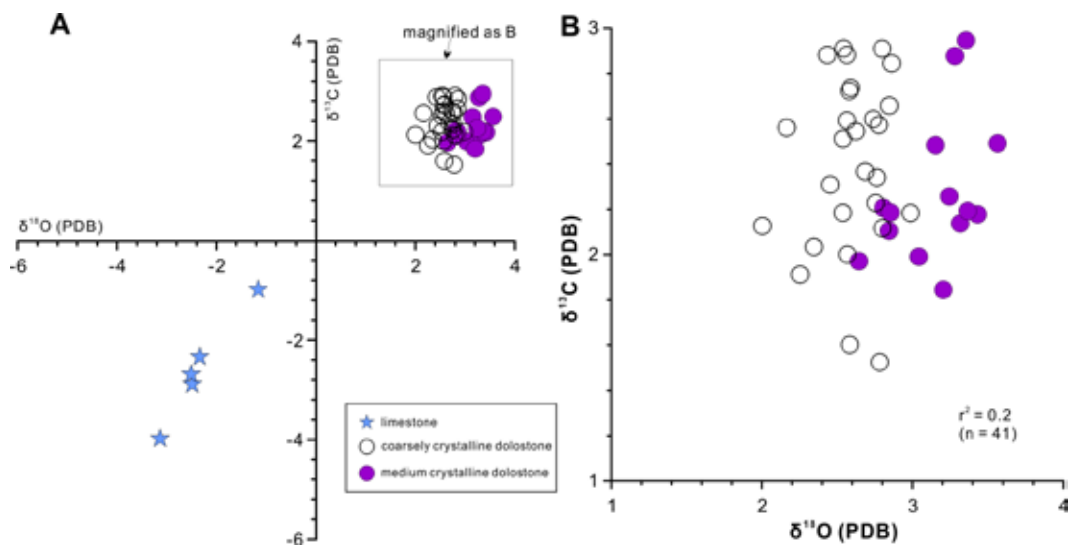 A
magnified as B
4
δ¹³C (PDB)
2
δ¹⁸O (PDB)
-6 -4 -2 2 4
-2
-4
-6
limestone
coarsely crystalline dolostone
medium crystalline dolostone
B
3
δ¹³C (PDB)
2
r² = 0.2
(n = 41)
1
1 2 3 4
δ¹⁸O (PDB)